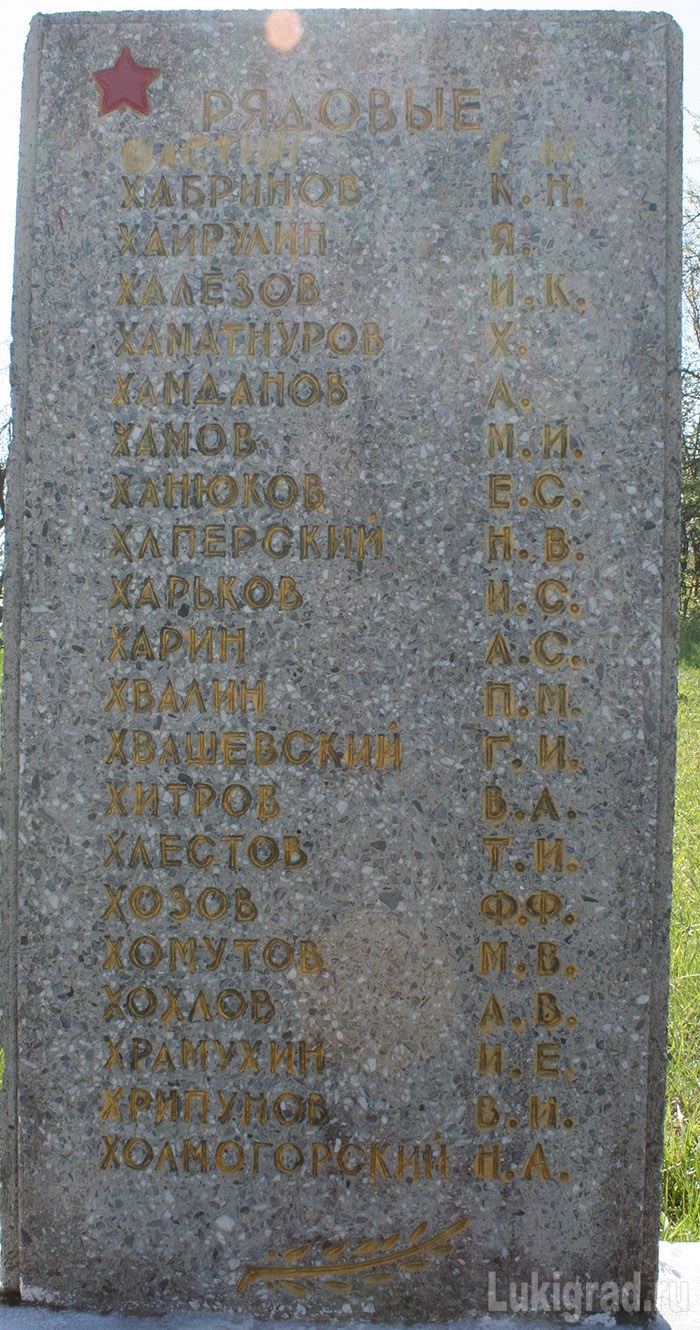 РЯДОВЫЕ
ХАБРИНОВ К.Н.
ХАИРУЛИН Я.
ХАЛЕЗОВ И.К.
ХАМАТНУРОВ Х.
ХАМДАПОВ А.
ХАМОВ М.И.
ХАНЮКОВ Е.С.
ХАПЕРСКИЙ Н.В.
ХАРЬКОВ И.С.
ХАРИН А.С.
ХВАЛИН П.М.
ХВАШЕВСКИЙ Г.И.
ХИТРОВ В.А.
ХЛЕСТОВ Т.И.
ХОЗОВ Ф.Ф.
ХОМУТОВ М.В.
ХОХЛОВ А.В.
ХРАМУХИН И.Е.
ХРИПУНОВ В.И.
ХОЛМОГОРСКИЙ Н.А.
Lukigrad.ru